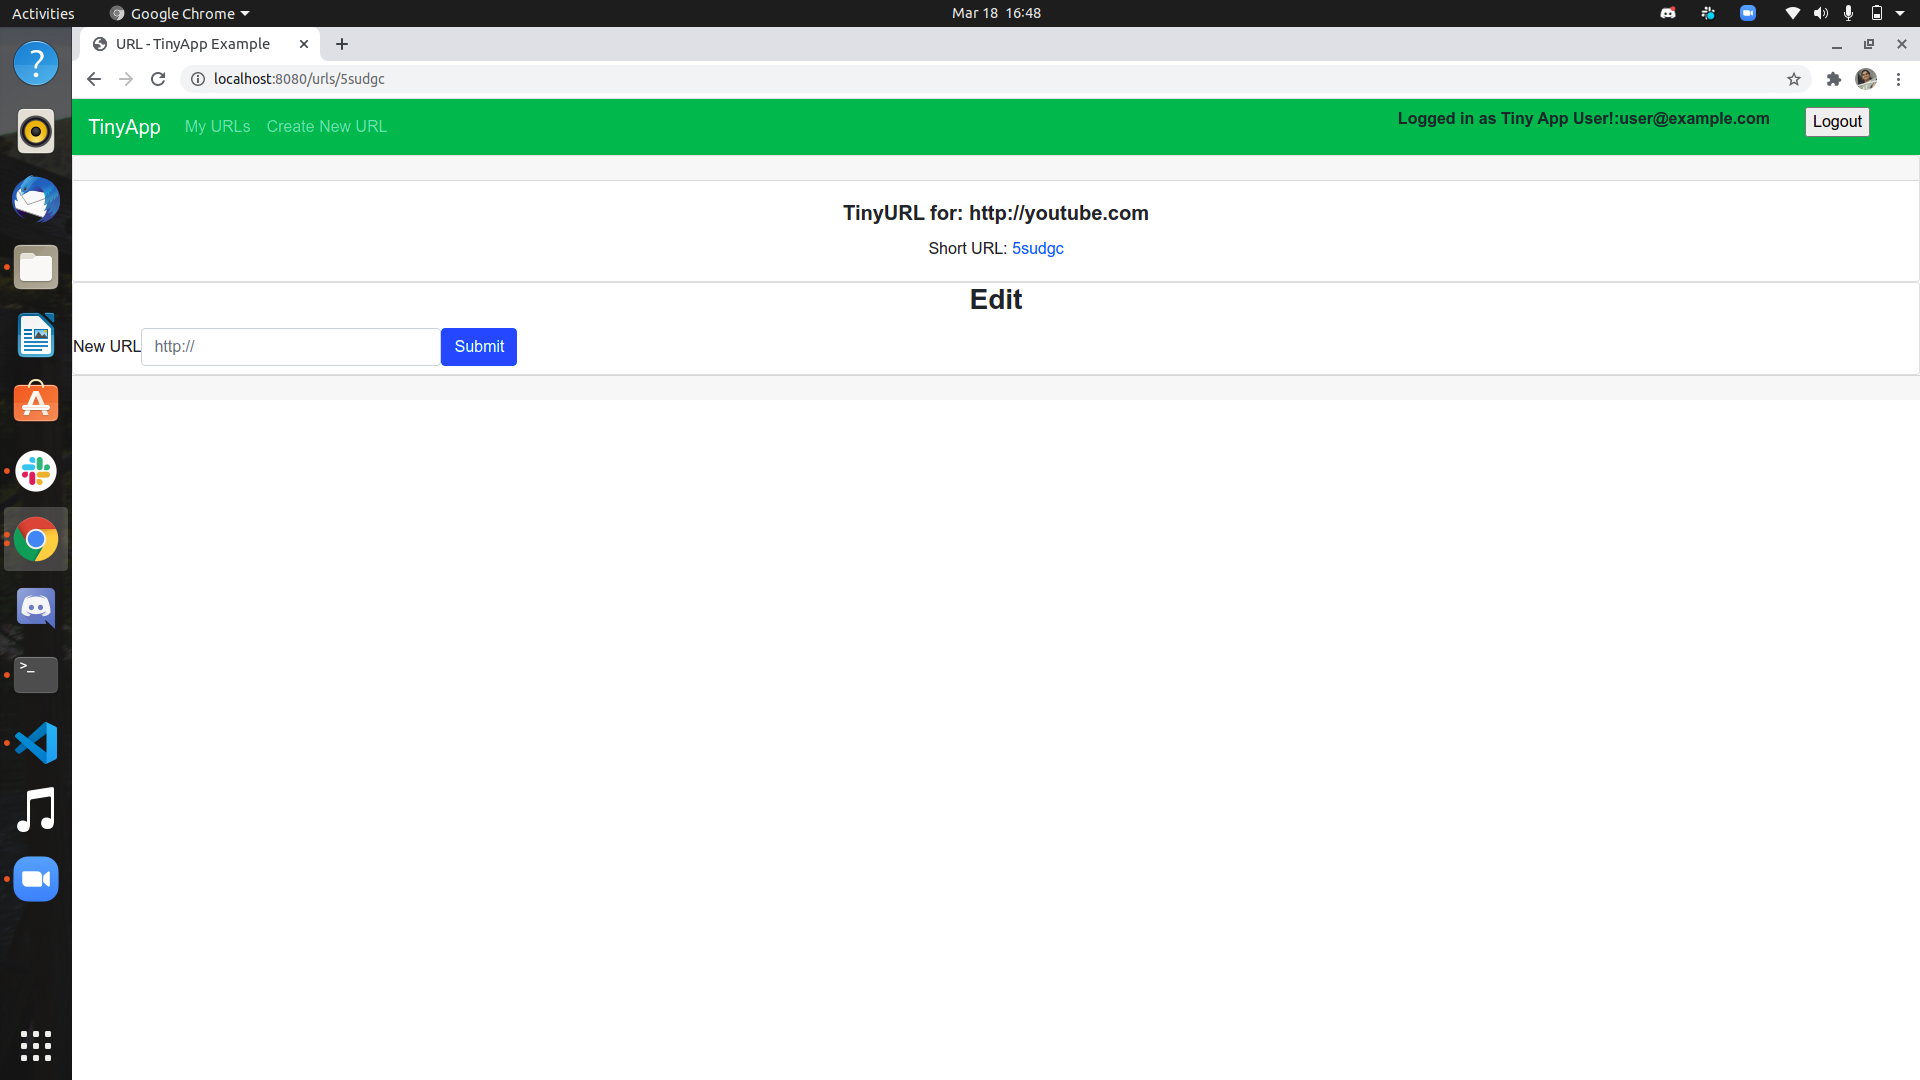 Activities
Google Chrome
Mar 18 16:48
URL - TinyApp Example
localhost:8080/urls/5sudgc
TinyApp
My URLs
Create New URL
Logged in as Tiny App User!:user@example.com
Logout
TinyURL for: http://youtube.com
Short URL: 5sudgc
Edit
New URL
http://
Submit